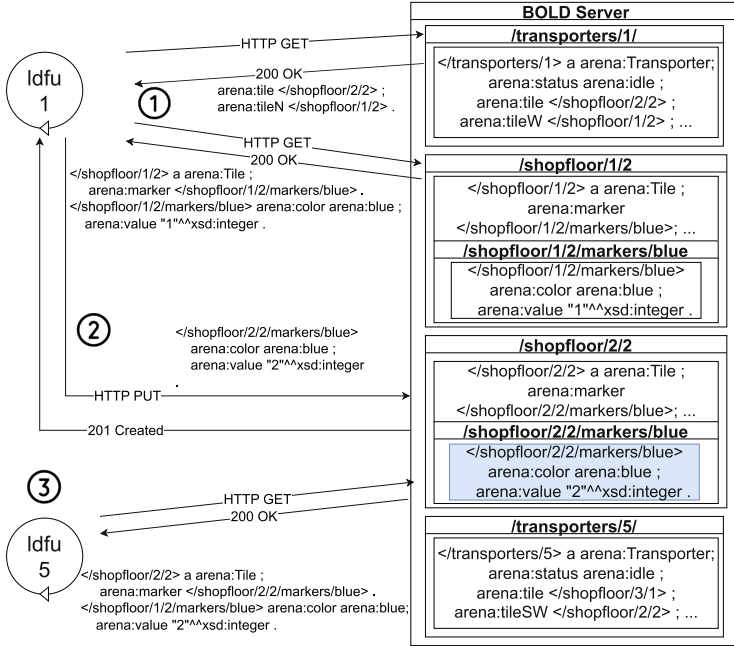 BOLD Server
/transporters/1/
</transporters/1> a arena:Transporter;
arena:status arena:idle ;
arena:tile </shopfloor/2/2> ;
arena:tileW </shopfloor/1/2> ; ...
HTTP GET
200 OK
ldfu
1
1
arena:tile </shopfloor/2/2> ;
arena:tileN </shopfloor/1/2> .
HTTP GET
200 OK
</shopfloor/1/2> a arena:Tile ;
arena:marker </shopfloor/1/2/markers/blue> .
</shopfloor/1/2/markers/blue> arena:color arena:blue ;
arena:value "1"^^xsd:integer .
/shopfloor/1/2
</shopfloor/1/2> a arena:Tile ;
arena:marker
</shopfloor/1/2/markers/blue>; ...
/shopfloor/1/2/markers/blue
</shopfloor/1/2/markers/blue>
arena:color arena:blue ;
arena:value "1"^^xsd:integer .
2
</shopfloor/2/2/markers/blue>
arena:color arena:blue ;
arena:value "2"^^xsd:integer
.
HTTP PUT
201 Created
/shopfloor/2/2
</shopfloor/2/2> a arena:Tile ;
arena:marker
</shopfloor/2/2/markers/blue>; ...
/shopfloor/2/2/markers/blue
</shopfloor/2/2/markers/blue>
arena:color arena:blue ;
arena:value "2"^^xsd:integer .
3
HTTP GET
200 OK
ldfu
5
</shopfloor/2/2> a arena:Tile ;
arena:marker </shopfloor/2/2/markers/blue> .
</shopfloor/1/2/markers/blue> arena:color arena:blue;
arena:value "2"^^xsd:integer .
/transporters/5/
</transporters/5> a arena:Transporter;
arena:status arena:idle ;
arena:tile </shopfloor/3/1> ;
arena:tileSW </shopfloor/2/2> ; ...